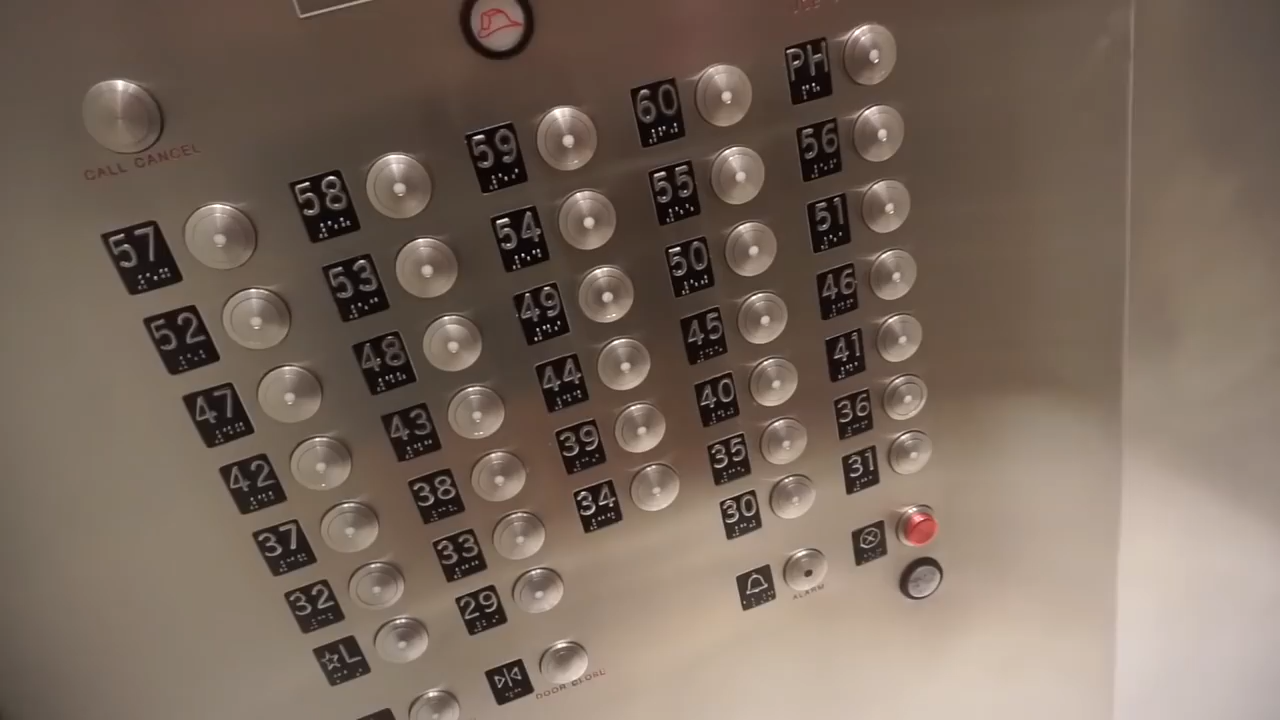 CALL CANCEL
57 58 59 60 PH
52 53 54 55 56
47 48 49 50 51
42 43 44 45 46
37 38 39 40 41
32 33 34 35 36
☆L 29 30 31
ALARM
DOOR CLOSE